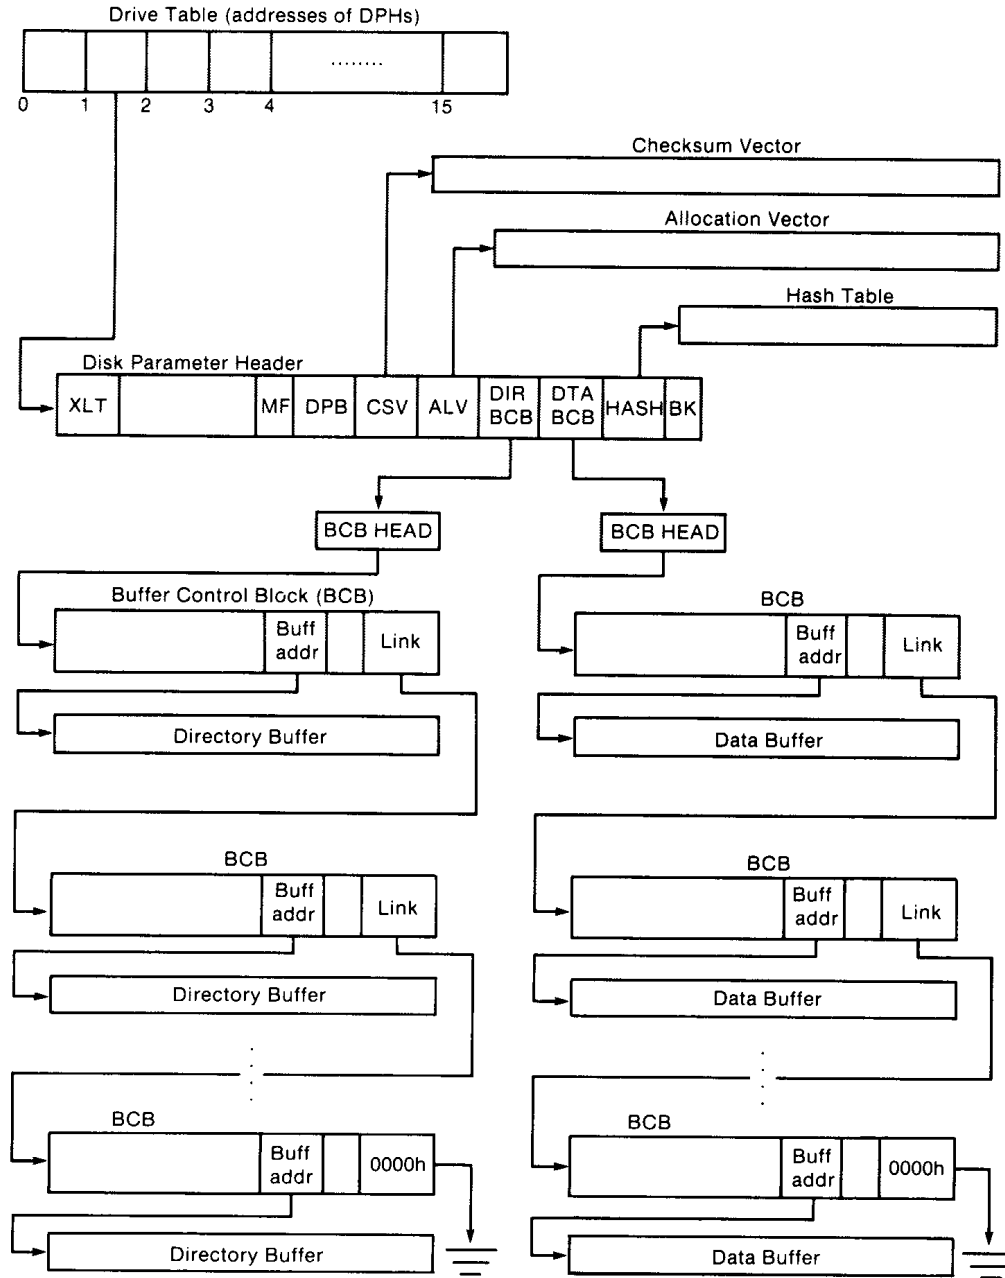 Drive Table (addresses of DPHs)
........
0 1 2 3 4 15
Checksum Vector
Allocation Vector
Hash Table
Disk Parameter Header
XLT MF DPB CSV ALV DIR BCB DTA BCB HASH BK
BCB HEAD BCB HEAD
Buffer Control Block (BCB)
Buff addr Link
Directory Buffer
BCB
Buff addr Link
Data Buffer
BCB
Buff addr Link
Directory Buffer
BCB
Buff addr Link
Data Buffer
BCB
Buff addr 0000h
Directory Buffer
BCB
Buff addr 0000h
Data Buffer